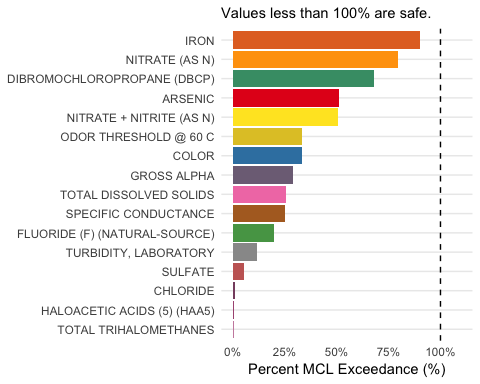 Values less than 100% are safe.
IRON
NITRATE (AS N)
DIBROMOCHLOROPROPANE (DBCP)
ARSENIC
NITRATE + NITRITE (AS N)
ODOR THRESHOLD @ 60 C
COLOR
GROSS ALPHA
TOTAL DISSOLVED SOLIDS
SPECIFIC CONDUCTANCE
FLUORIDE (F) (NATURAL-SOURCE)
TURBIDITY, LABORATORY
SULFATE
CHLORIDE
HALOACETIC ACIDS (5) (HAA5)
TOTAL TRIHALOMETHANES
0% 25% 50% 75% 100%
Percent MCL Exceedance (%)